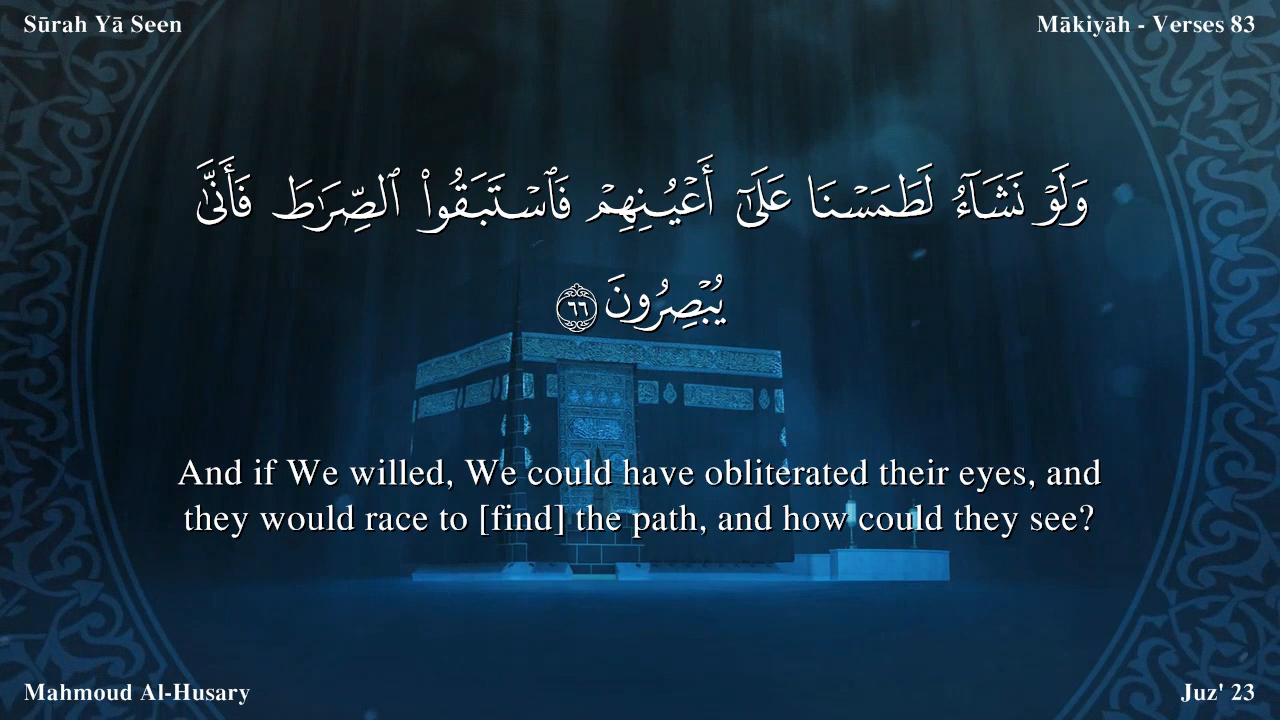 Sūrah Yā Seen
Mākiyāh - Verses 83
وَلَوْ نَشَآءُ لَطَمَسْنَا عَلَىٰٓ أَعْيُنِهِمْ فَٱسْتَبَقُوا۟ ٱلصِّرَٰطَ فَأَنَّىٰ
يُبْصِرُونَ ٦٦
And if We willed, We could have obliterated their eyes, and
they would race to [find] the path, and how could they see?
Mahmoud Al-Husary
Juz' 23